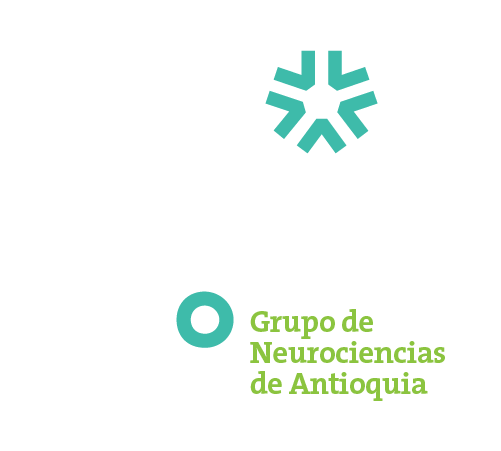 Grupo de
Neurociencias
de Antioquia